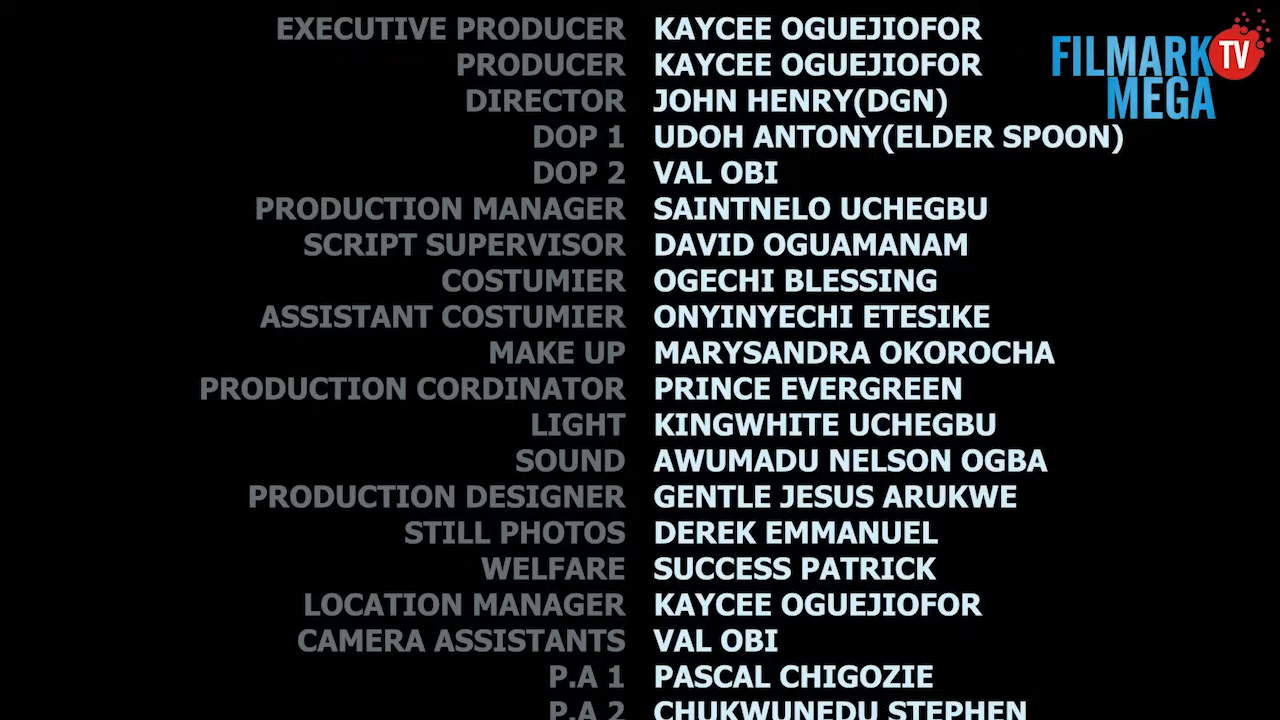 EXECUTIVE PRODUCER KAYCEE OGUEJIOFOR
PRODUCER KAYCEE OGUEJIOFOR
DIRECTOR JOHN HENRY(DGN)
DOP 1 UDOH ANTONY(ELDER SPOON)
DOP 2 VAL OBI
PRODUCTION MANAGER SAINTNELO UCHEGBU
SCRIPT SUPERVISOR DAVID OGUAMANAM
COSTUMIER OGECHI BLESSING
ASSISTANT COSTUMIER ONYINYECHI ETESIKE
MAKE UP MARYSANDRA OKOROCHA
PRODUCTION CORDINATOR PRINCE EVERGREEN
LIGHT KINGWHITE UCHEGBU
SOUND AWUMADU NELSON OGBA
PRODUCTION DESIGNER GENTLE JESUS ARUKWE
STILL PHOTOS DEREK EMMANUEL
WELFARE SUCCESS PATRICK
LOCATION MANAGER KAYCEE OGUEJIOFOR
CAMERA ASSISTANTS VAL OBI
P.A 1 PASCAL CHIGOZIE
P.A 2 CHUKWUNEDU STEPHEN
FILMARK TV
MEGA